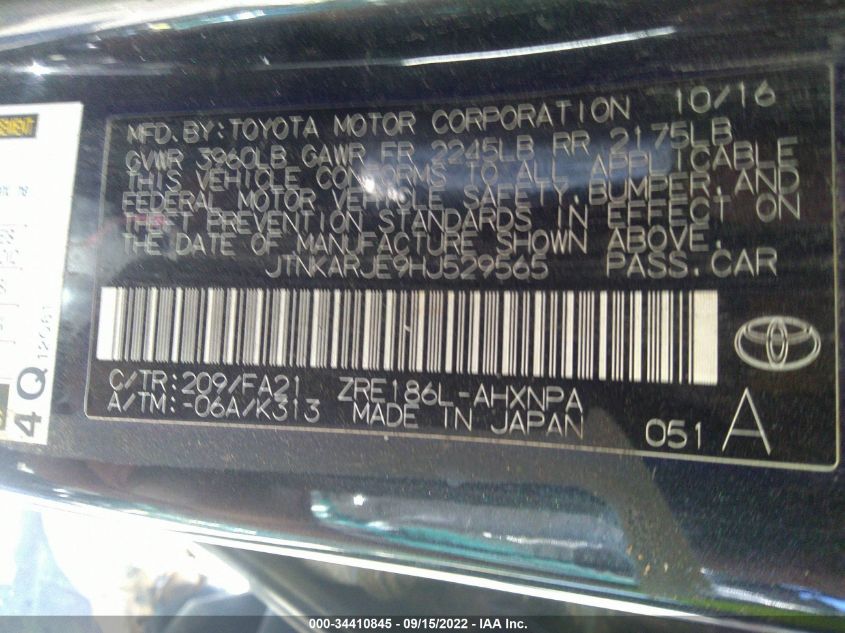 MFD.BY:TOYOTA MOTOR CORPORATION 10/16
GVWR 3960LB GAWR FR 2245LB RR 2175LB
THIS VEHICLE CONFORMS TO ALL APPLICABLE
FEDERAL MOTOR VEHICLE SAFETY, BUMPER, AND
THEFT PREVENTION STANDARDS IN EFFECT ON
THE DATE OF MANUFACTURE SHOWN ABOVE.
JTNKARJE9HJ529565 PASS.CAR
C/TR:209/FA21 ZRE186L-AHXNPA
A/TM:-06A/K313 MADE IN JAPAN
051 A
4Q
000-34410845 - 09/15/2022 - IAA Inc.